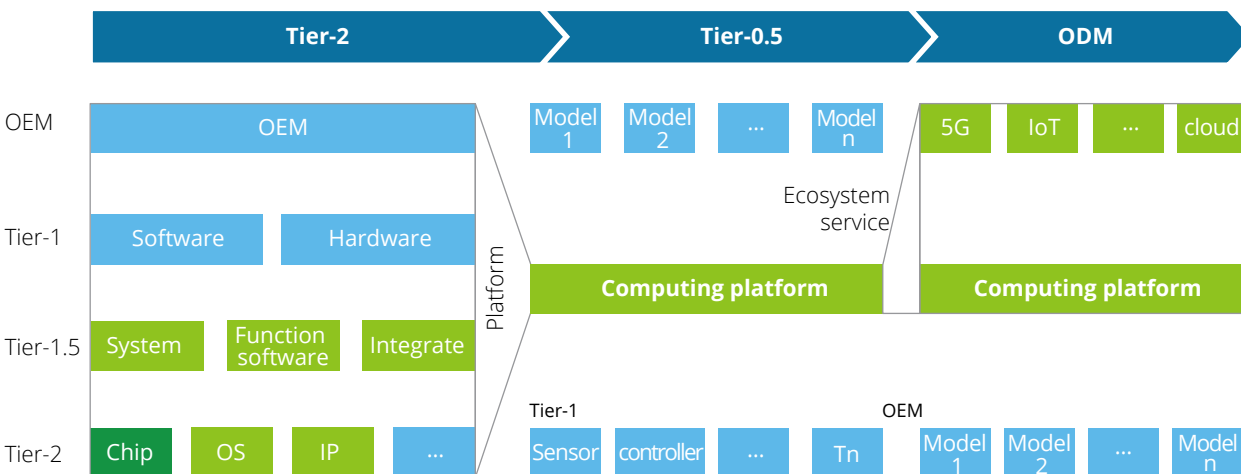 Tier-2
Tier-0.5
ODM
OEM
OEM
Model
1
Model
2
...
Model
n
5G
IoT
...
cloud
Ecosystem
service
Tier-1
Software
Hardware
Platform
Computing platform
Computing platform
Tier-1.5
System
Function
software
Integrate
Tier-1
OEM
Tier-2
Chip
OS
IP
...
Sensor
controller
...
Tn
Model
1
Model
2
...
Model
n